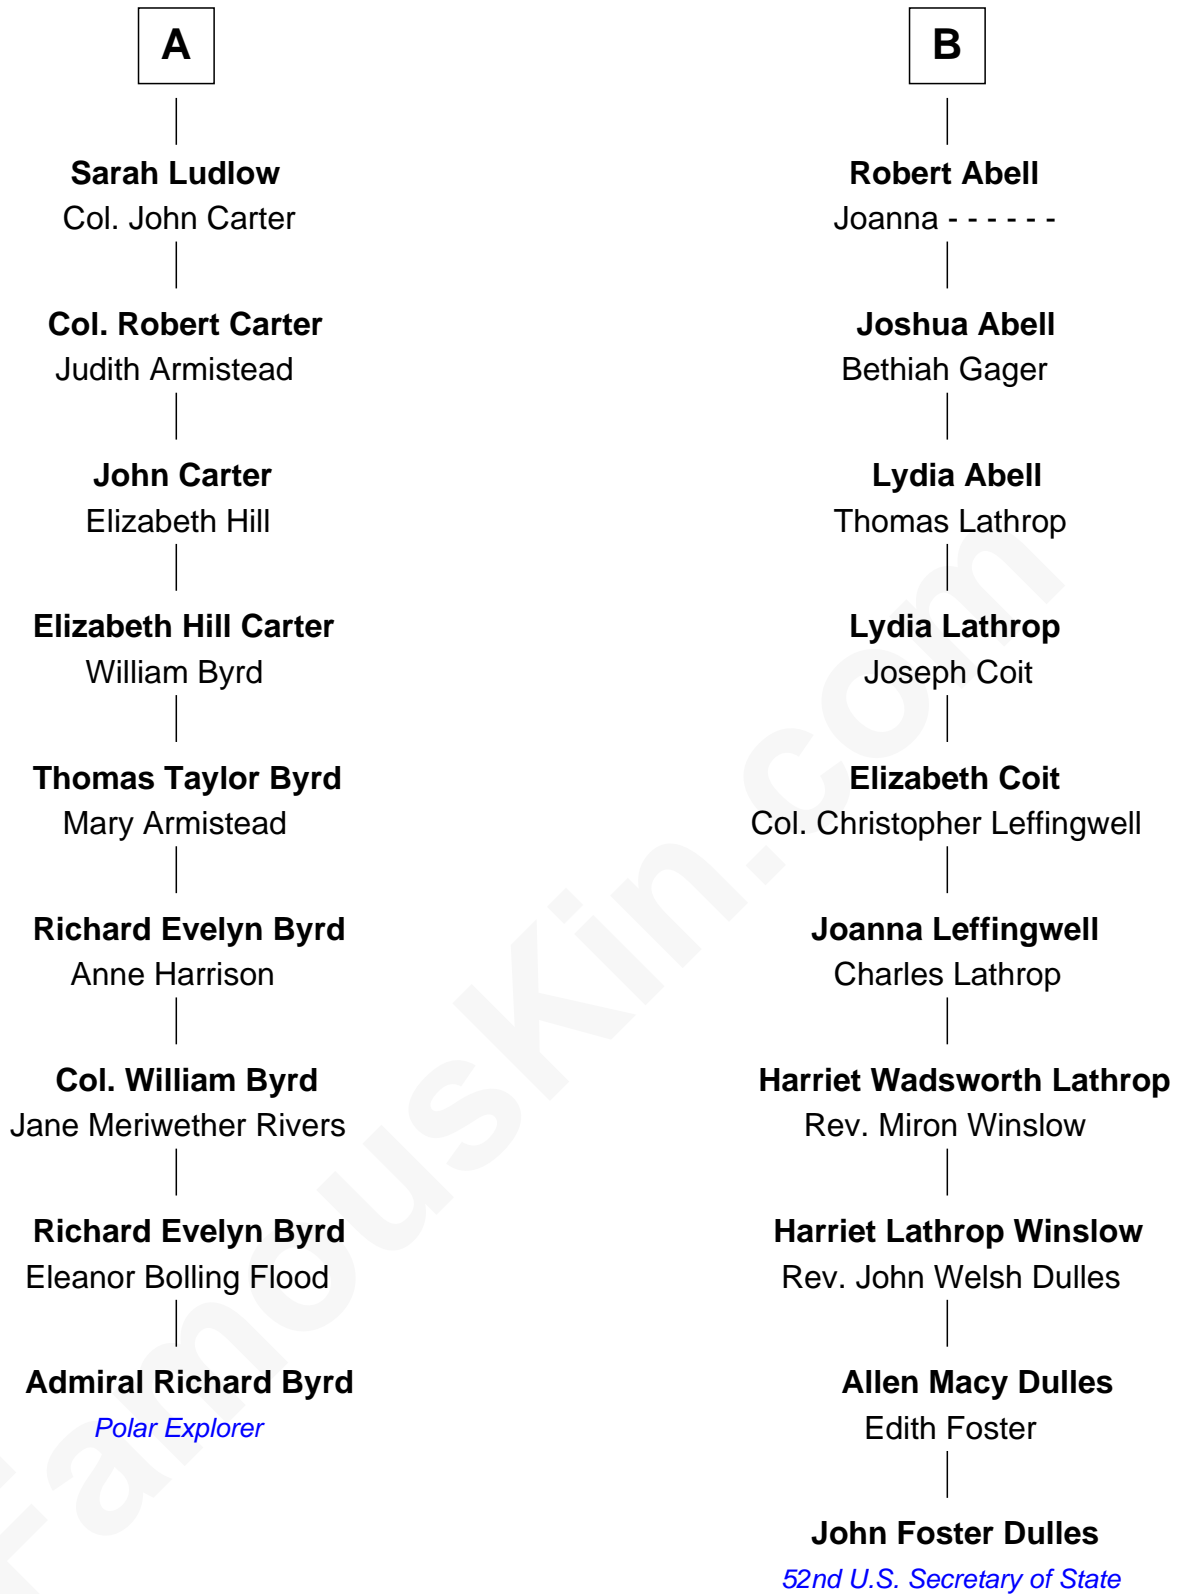 A
Sarah Ludlow
Col. John Carter
Col. Robert Carter
Judith Armistead
John Carter
Elizabeth Hill
Elizabeth Hill Carter
William Byrd
Thomas Taylor Byrd
Mary Armistead
Richard Evelyn Byrd
Anne Harrison
Col. William Byrd
Jane Meriwether Rivers
Richard Evelyn Byrd
Eleanor Bolling Flood
Admiral Richard Byrd
Polar Explorer
B
Robert Abell
Joanna - - - - - -
Joshua Abell
Bethiah Gager
Lydia Abell
Thomas Lathrop
Lydia Lathrop
Joseph Coit
Elizabeth Coit
Col. Christopher Leffingwell
Joanna Leffingwell
Charles Lathrop
Harriet Wadsworth Lathrop
Rev. Miron Winslow
Harriet Lathrop Winslow
Rev. John Welsh Dulles
Allen Macy Dulles
Edith Foster
John Foster Dulles
52nd U.S. Secretary of State
FamousKin.com